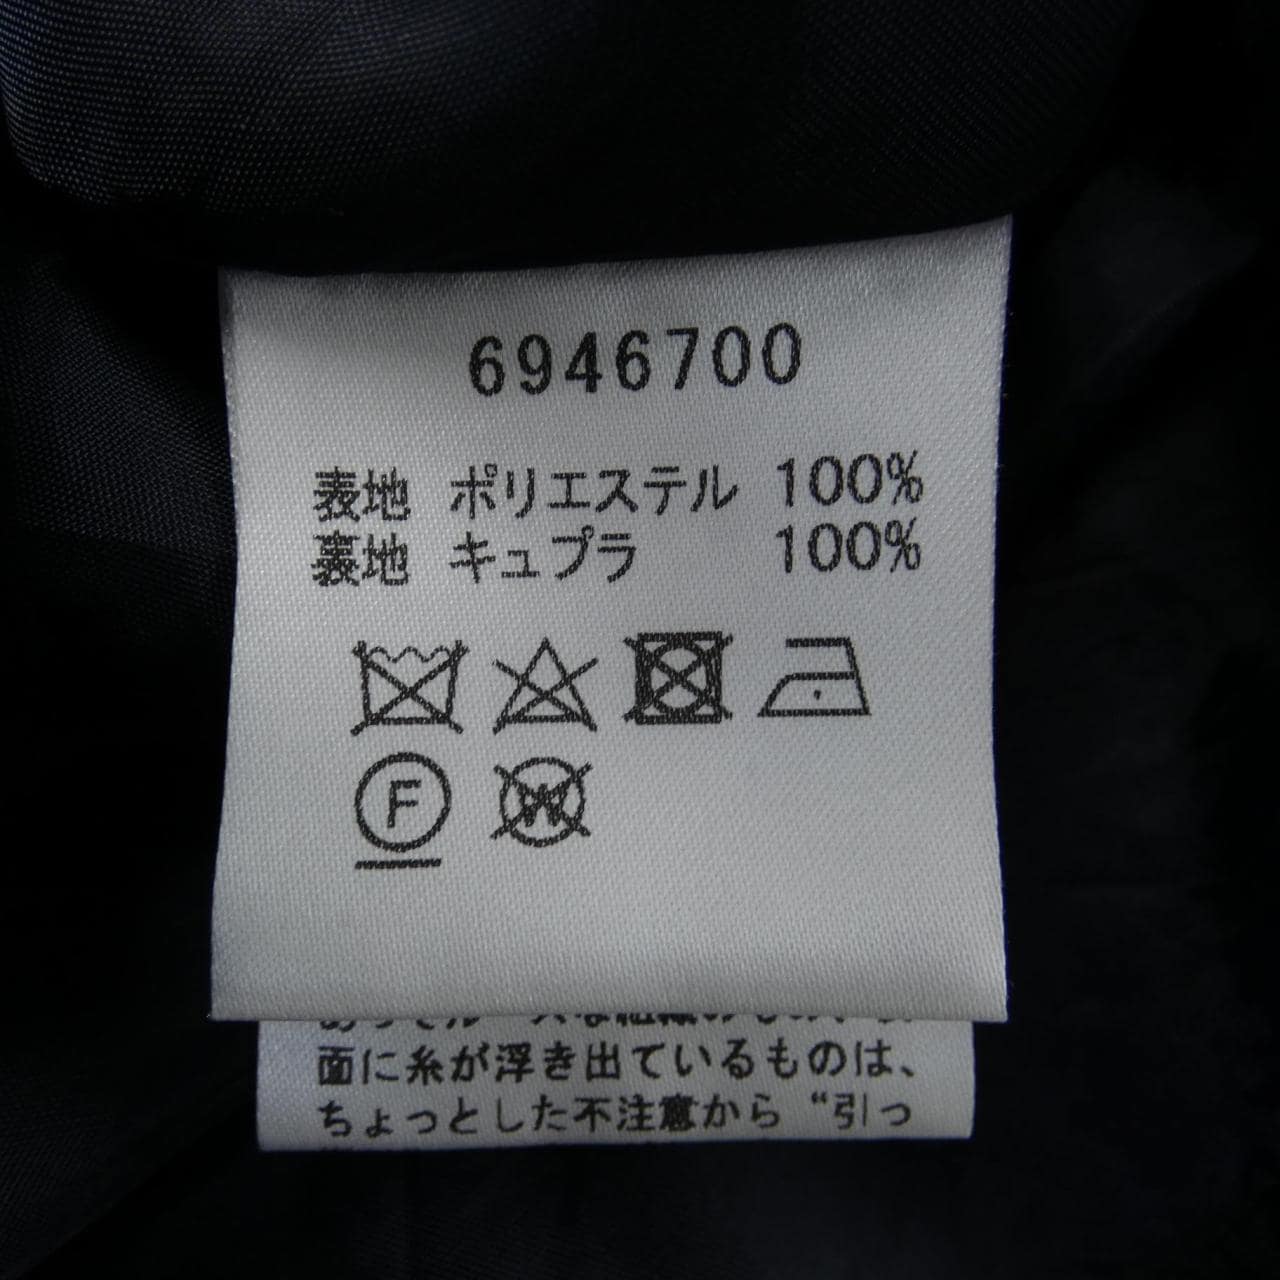 6946700
表地 ポリエステル 100%
裏地 キュプラ 100%
F W
面に糸が浮き出ているものは、
ちょっとした不注意から “引っ